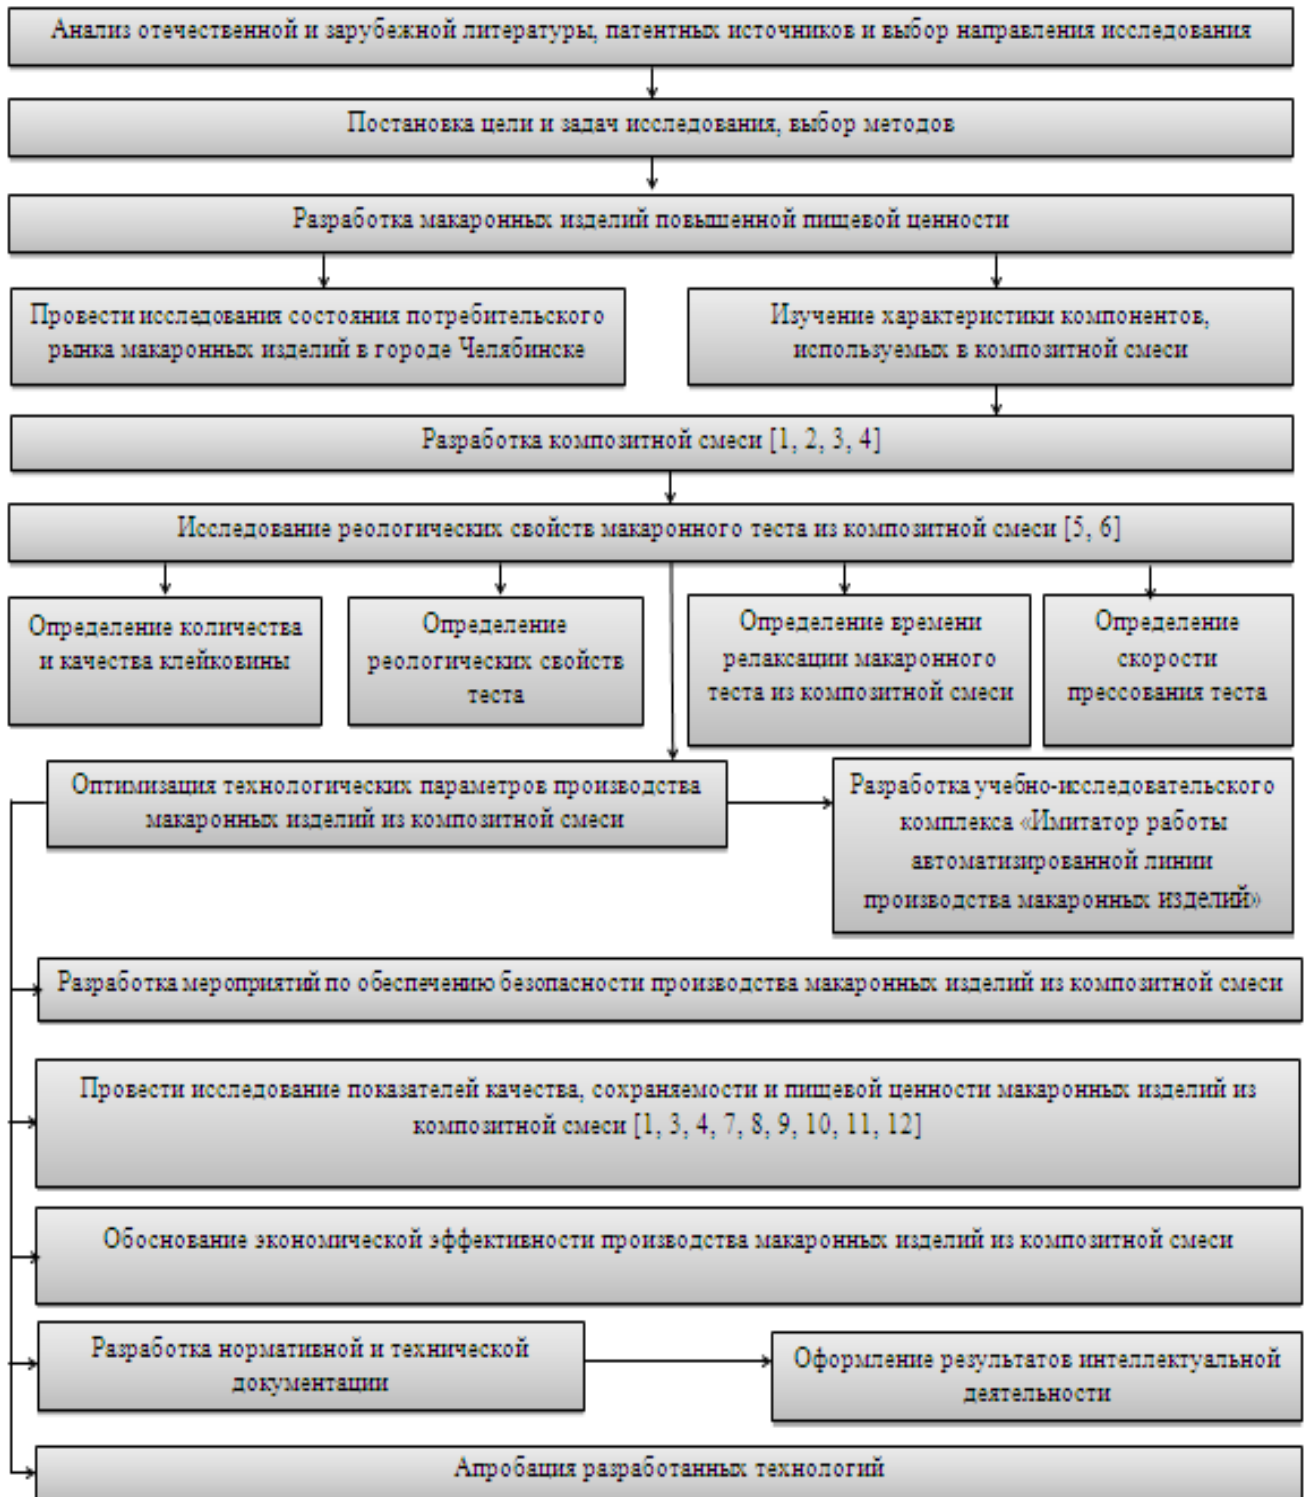 Анализ отечественной и зарубежной литературы, патентных источников и выбор направления исследования
Постановка цели и задач исследования, выбор методов
Разработка макаронных изделий повышенной пищевой ценности
Провести исследования состояния потребительского
рынка макаронных изделий в городе Челябинске
Изучение характеристики компонентов,
используемых в композитной смеси
Разработка композитной смеси [1, 2, 3, 4]
Исследование реологических свойств макаронного теста из композитной смеси [5, 6]
Определение количества
и качества клейковины
Определение
реологических свойств
теста
Определение времени
релаксации макаронного
теста из композитной смеси
Определение
скорости
прессования теста
Оптимизация технологических параметров производства
макаронных изделий из композитной смеси
Разработка учебно-исследовательского
комплекса «Имитатор работы
автоматизированной линии
производства макаронных изделий»
Разработка мероприятий по обеспечению безопасности производства макаронных изделий из композитной смеси
Провести исследование показателей качества, сохраняемости и пищевой ценности макаронных изделий из
композитной смеси [1, 3, 4, 7, 8, 9, 10, 11, 12]
Обоснование экономической эффективности производства макаронных изделий из композитной смеси
Разработка нормативной и технической
документации
Оформление результатов интеллектуальной
деятельности
Апробация разработанных технологий